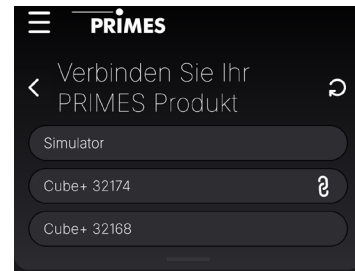 PRIMES
Verbinden Sie Ihr
PRIMES Produkt
Simulator
Cube+ 32174
Cube+ 32168